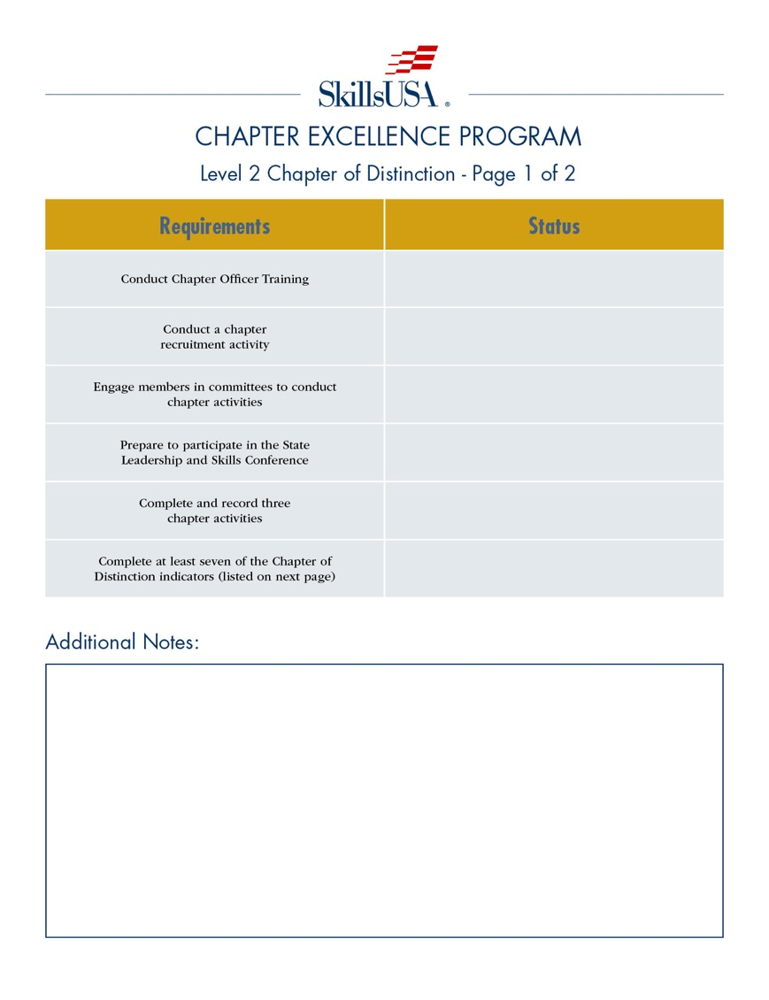 SkillsUSA®
CHAPTER EXCELLENCE PROGRAM
Level 2 Chapter of Distinction - Page 1 of 2
Requirements
Status
Conduct Chapter Officer Training
Conduct a chapter
recruitment activity
Engage members in committees to conduct
chapter activities
Prepare to participate in the State
Leadership and Skills Conference
Complete and record three
chapter activities
Complete at least seven of the Chapter of
Distinction indicators (listed on next page)
Additional Notes: